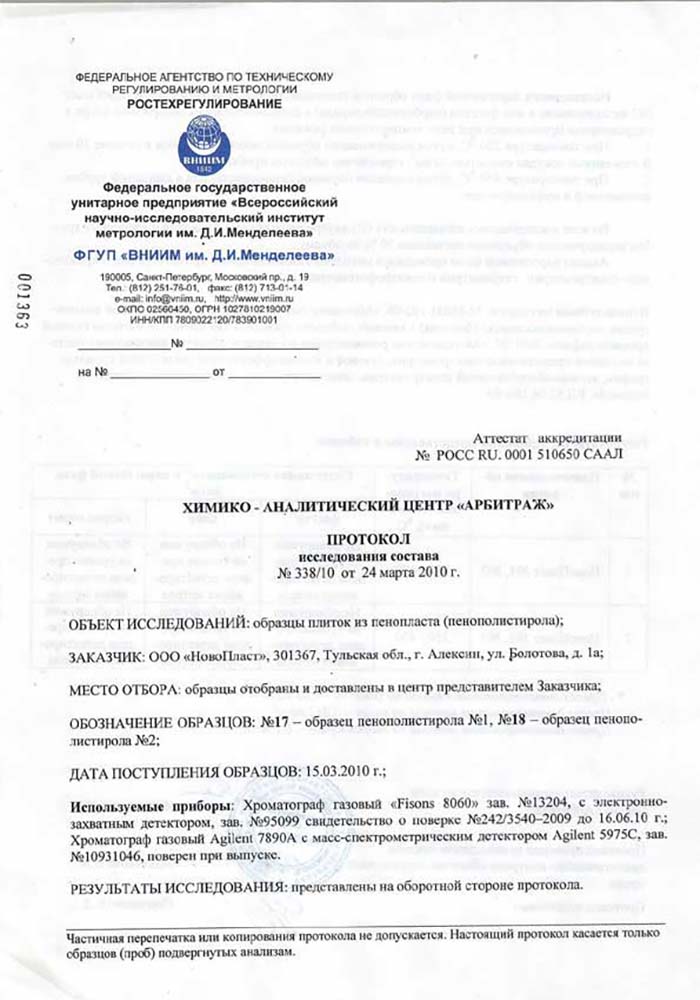 ФЕДЕРАЛЬНОЕ АГЕНТСТВО ПО ТЕХНИЧЕСКОМУ
РЕГУЛИРОВАНИЮ И МЕТРОЛОГИИ
РОСТЕХРЕГУЛИРОВАНИЕ
ВНИИМ
1842
Федеральное государственное
унитарное предприятие «Всероссийский
научно-исследовательский институт
метрологии им. Д.И.Менделеева»
ФГУП «ВНИИМ им. Д.И.Менделеева»
190005, Санкт-Петербург, Московский пр., д. 19
Тел.: (812) 251-76-01, факс: (812) 713-01-14
e-mail: info@vniim.ru, http://www.vniim.ru
ОКПО 02566450, ОГРН 1027810219007
ИНН/КПП 7809022120/783901001
001363
№
на № от
Аттестат аккредитации
№ РОСС RU. 0001 510650 СААЛ
ХИМИКО - АНАЛИТИЧЕСКИЙ ЦЕНТР «АРБИТРАЖ»
ПРОТОКОЛ
исследования состава
№ 338/10 от 24 марта 2010 г.
ОБЪЕКТ ИССЛЕДОВАНИЙ: образцы плиток из пенопласта (пенополистирола);
ЗАКАЗЧИК: ООО «НовоПласт», 301367, Тульская обл., г. Алексин, ул. Болотова, д. 1а;
МЕСТО ОТБОРА: образцы отобраны и доставлены в центр представителем Заказчика;
ОБОЗНАЧЕНИЕ ОБРАЗЦОВ: №17 – образец пенополистирола №1, №18 – образец пенопо-
листирола №2;
ДАТА ПОСТУПЛЕНИЯ ОБРАЗЦОВ: 15.03.2010 г.;
Используемые приборы: Хроматограф газовый «Fisons 8060» зав. №13204, с электронно-
захватным детектором, зав. №95099 свидетельство о поверке №242/3540–2009 до 16.06.10 г.;
Хроматограф газовый Agilent 7890A с масс-спектрометрическим детектором Agilent 5975C, зав.
№10931046, поверен при выпуске.
РЕЗУЛЬТАТЫ ИССЛЕДОВАНИЯ: представлены на оборотной стороне протокола.
Частичная перепечатка или копирования протокола не допускается. Настоящий протокол касается только
образцов (проб) подвергнутых анализам.